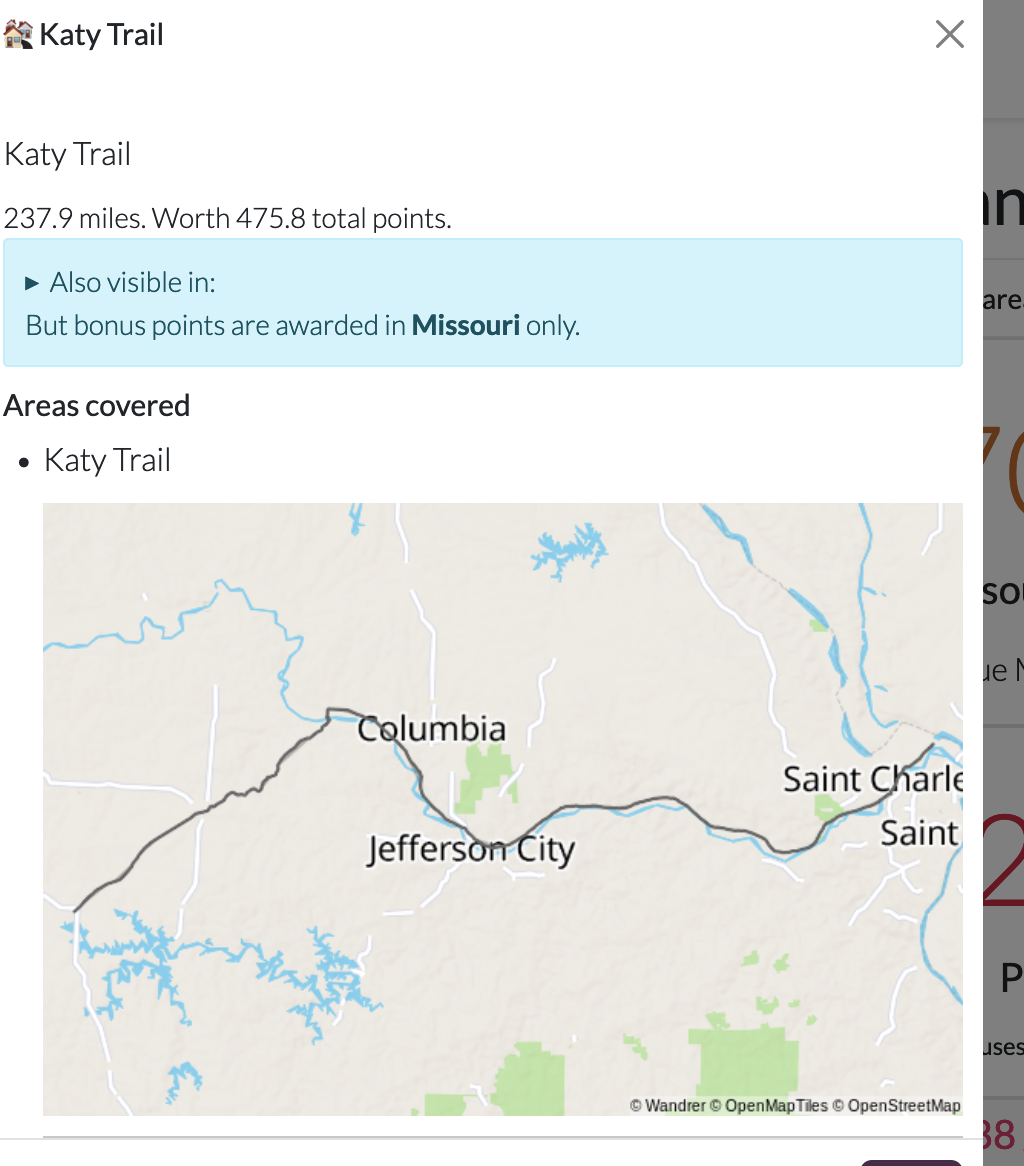 Katy Trail
Katy Trail
237.9 miles. Worth 475.8 total points.
▶ Also visible in:
But bonus points are awarded in Missouri only.
Areas covered
• Katy Trail
Columbia
Saint Charle
Saint
Jefferson City
© Wandrer © OpenMapTiles © OpenStreetMap